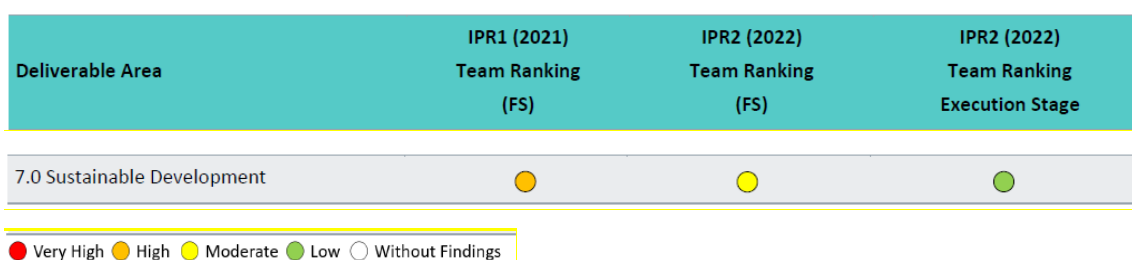 IPR1 (2021) IPR2 (2022) IPR2 (2022)
Deliverable Area Team Ranking Team Ranking Team Ranking
(FS) (FS) Execution Stage
7.0 Sustainable Development
Very High High Moderate Low Without Findings